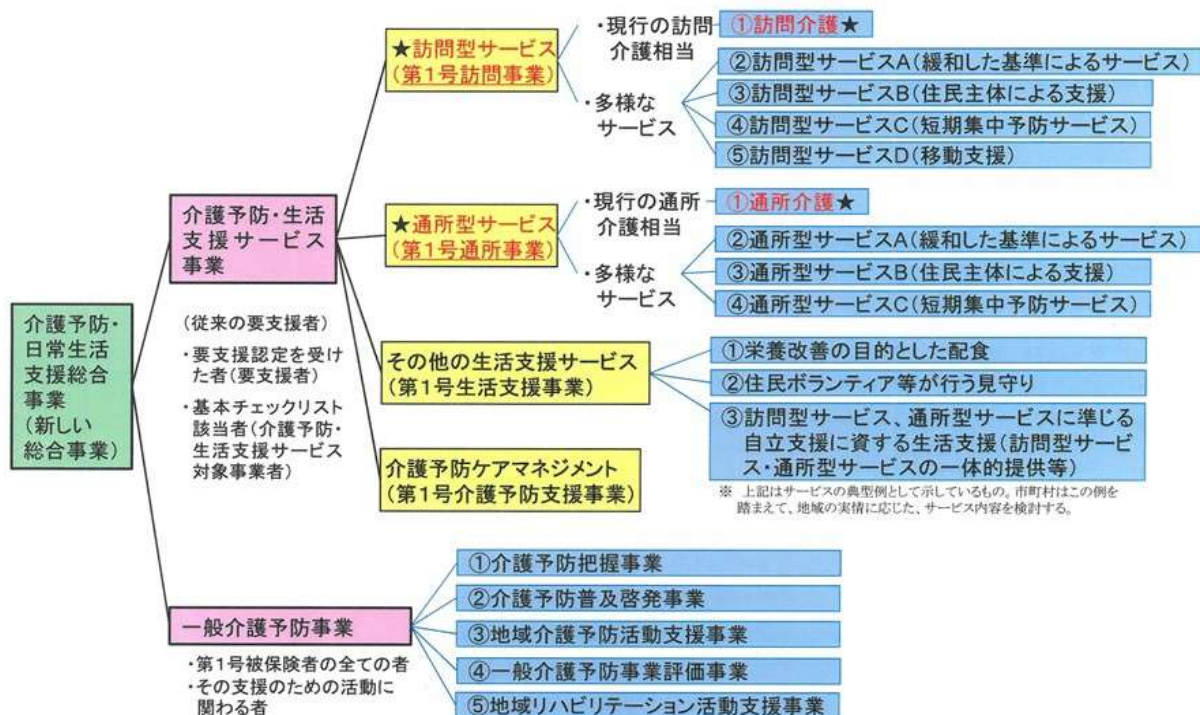 介護予防・
日常生活
支援総合
事業
(新しい
総合事業)
介護予防・生活
支援サービス
事業
(従来の要支援者)
・要支援認定を受け
た者(要支援者)
・基本チェックリスト
該当者(介護予防・
生活支援サービス
対象事業者)
★訪問型サービス
(第1号訪問事業)
・現行の訪問
介護相当
①訪問介護★
・多様な
サービス
②訪問型サービスA(緩和した基準によるサービス)
③訪問型サービスB(住民主体による支援)
④訪問型サービスC(短期集中予防サービス)
⑤訪問型サービスD(移動支援)
★通所型サービス
(第1号通所事業)
・現行の通所
介護相当
①通所介護★
・多様な
サービス
②通所型サービスA(緩和した基準によるサービス)
③通所型サービスB(住民主体による支援)
④通所型サービスC(短期集中予防サービス)
その他の生活支援サービス
(第1号生活支援事業)
①栄養改善の目的とした配食
②住民ボランティア等が行う見守り
③訪問型サービス、通所型サービスに準じる
自立支援に資する生活支援(訪問型サービ
ス・通所型サービスの一体的提供等)
※ 上記はサービスの典型例として示しているもの。市町村はこの例を
踏まえて、地域の実情に応じた、サービス内容を検討する。
介護予防ケアマネジメント
(第1号介護予防支援事業)
一般介護予防事業
・第1号被保険者の全ての者
・その支援のための活動に
関わる者
①介護予防把握事業
②介護予防普及啓発事業
③地域介護予防活動支援事業
④一般介護予防事業評価事業
⑤地域リハビリテーション活動支援事業